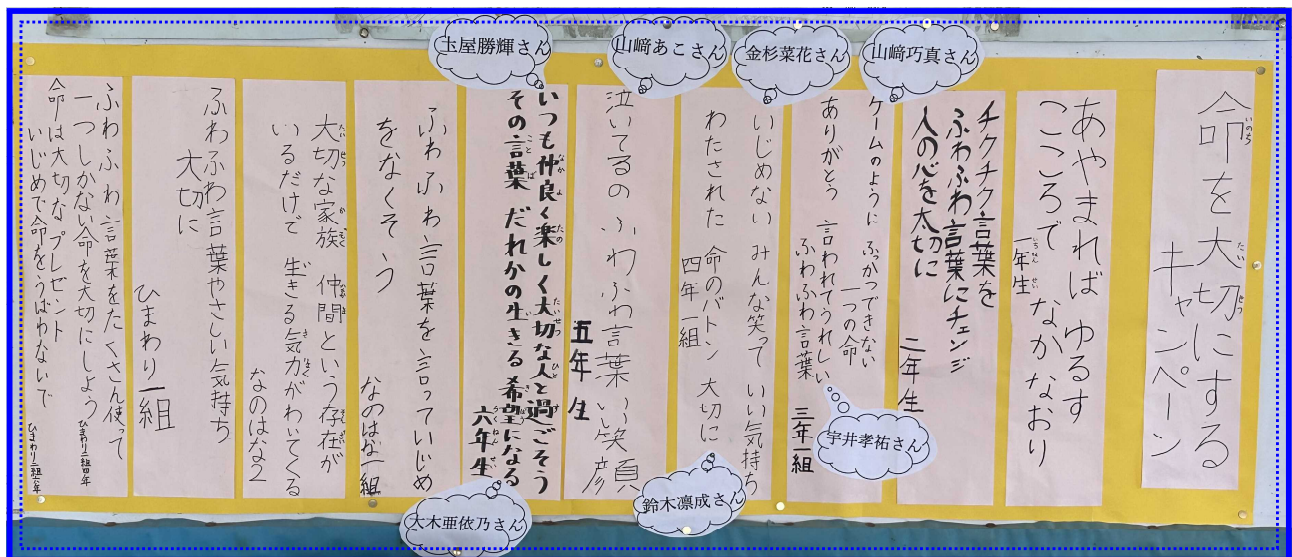 命を大切にする
キャンペーン
あやまれば ゆるす
こころで なかなおり
一年生
チクチク言葉を
ふわふわ言葉にチェンジ
人の心を大切に
二年生
山﨑巧真さん
ゲームのように ふっかつできない
一つの命
ありがとう 言われてうれしい
ふわふわ言葉
三年一組
宇井孝祐さん
金杉菜花さん
いじめない みんな笑って いい気持ち
わたされた 命のバトン 大切に
四年一組
鈴木凛成さん
山﨑あこさん
泣いてるの ふわふわ言葉 笑顔
五年生
玉屋勝輝さん
いつも仲良く楽しく大切な人と過ごそう
その言葉 だれかの生きる 希望になる
六年生
大木亜依乃さん
ふわふわ言葉を言っていじめ
をなくそう
なのはな一組
大切な家族 仲間という存在が
いるだけで 生きる気力がわいてくる
なのはな2
ふわふわ言葉やさしい気持ち
大切に
ひまわり一組
ふわふわ言葉をたくさん使って
一つしかない命を大切にしよう
ひまわり二組四年
命は大切なプレゼント
いじめで命をうばわないで
ひまわり二組六年